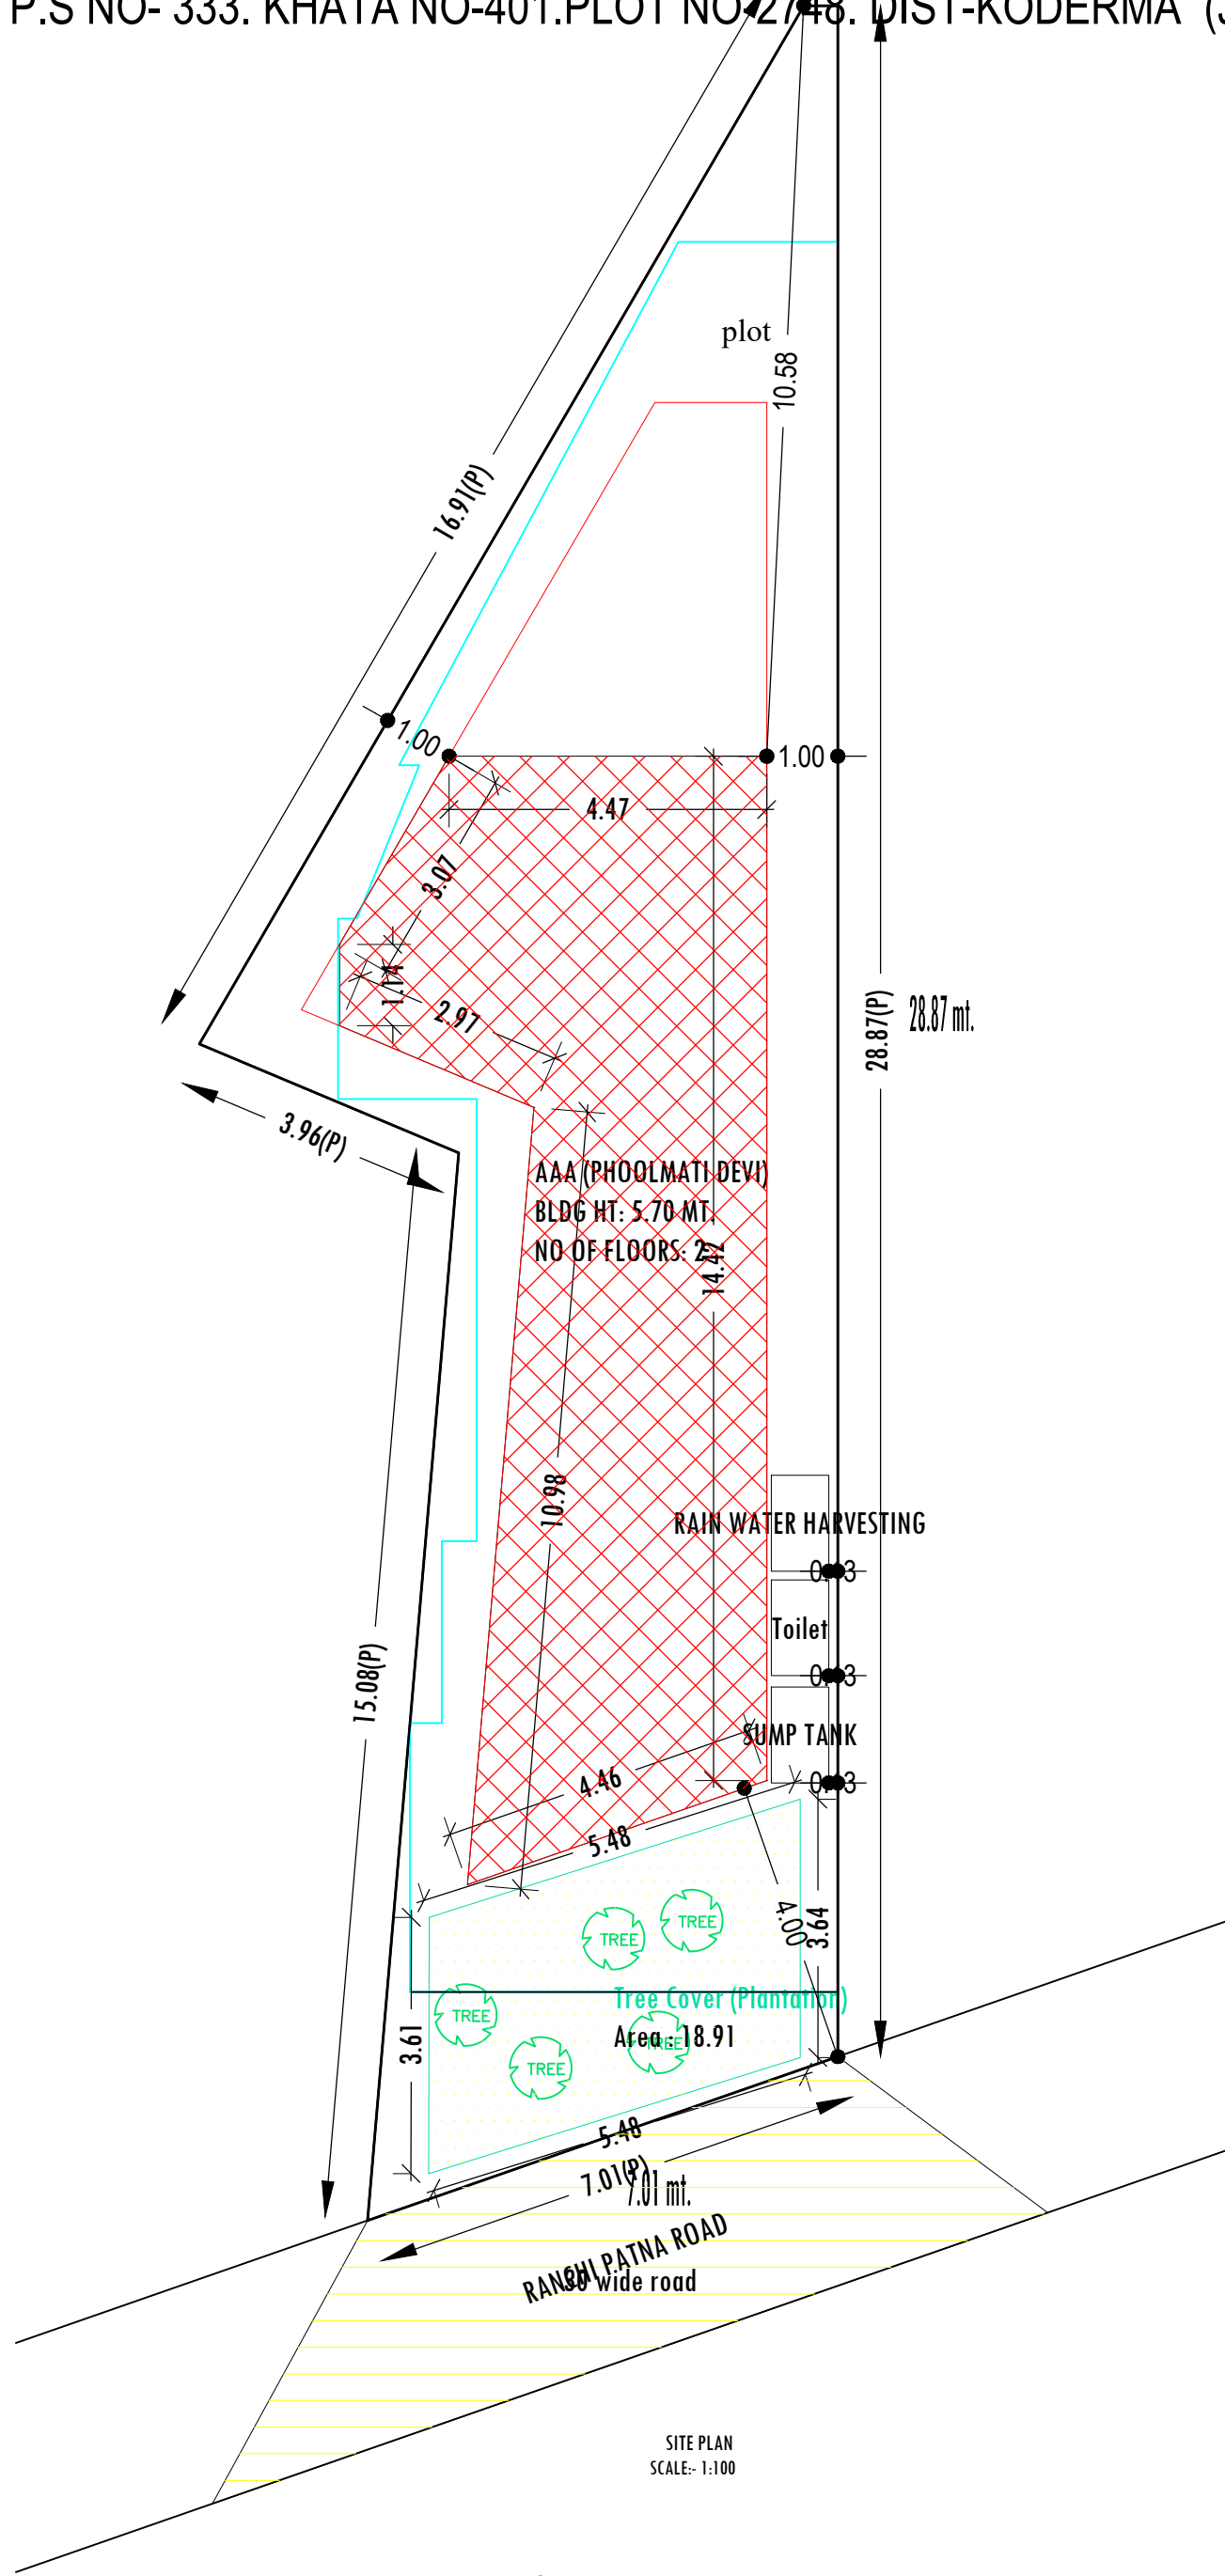 P.S NO- 333. KHATA NO-401.PLOT NO-2748. DIST-KODERMA (
plot
10.58
16.91(P)
1.00
1.00
4.47
3.07
1.14
2.97
28.87(P)
28.87 mt.
3.96(P)
AAA (PHOOLMATI DEVI)
BLDG HT: 5.70 MT.
NO OF FLOORS: 2
14.42
10.98
RAIN WATER HARVESTING
Toilet
15.08(P)
SUMP TANK
4.46
5.48
4.00
3.64
TREE
TREE
TREE
Tree Cover (Plantation)
Area : 18.91
TREE
TREE
3.61
5.48
7.01(P)
7.01 mt.
RANCHI PATNA ROAD
30 wide road
SITE PLAN
SCALE:- 1:100